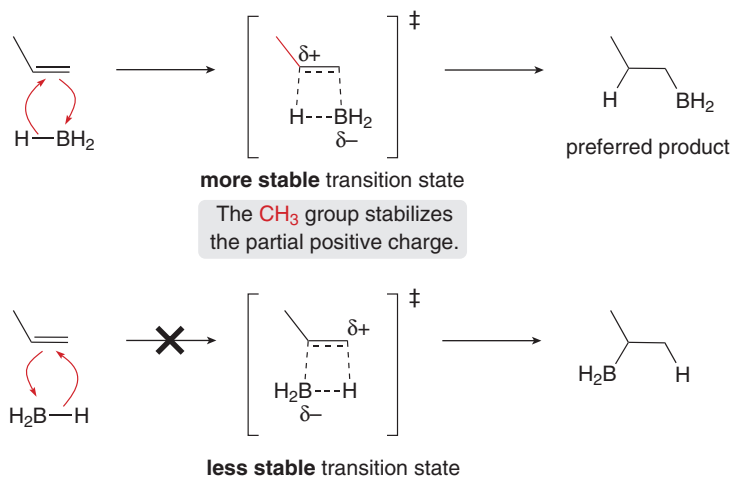 ‡
δ+
H
BH₂
H
BH₂
δ–
H
BH₂
preferred product
more stable transition state
The CH₃ group stabilizes
the partial positive charge.
‡
δ+
H₂B
H
H₂B
H
δ–
H₂B
H
less stable transition state